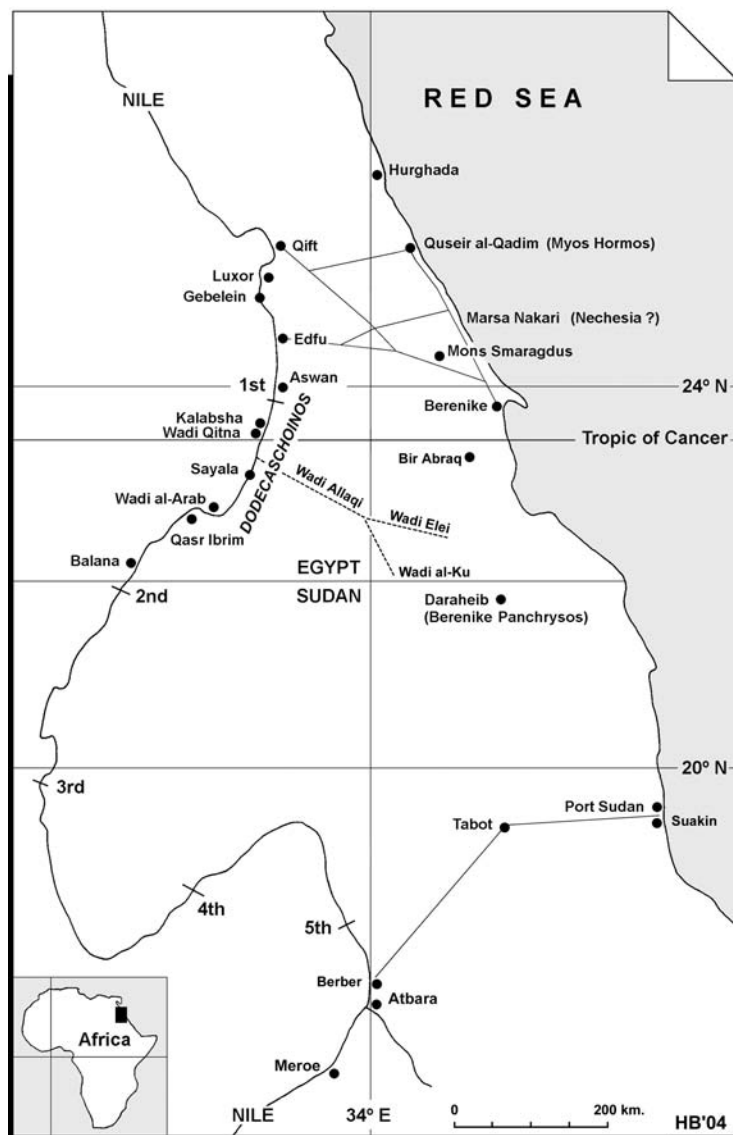 NILE
RED SEA
Hurghada
Qift
Quseir al-Qadim (Myos Hormos)
Luxor
Gebelein
Marsa Nakari (Nechesia ?)
Edfu
Mons Smaragdus
1st
Aswan
24º N
Berenike
Kalabsha
Wadi Qitna
Tropic of Cancer
DODECASCHOINOS
Bir Abraq
Sayala
Wadi Allaqi
Wadi al-Arab
Wadi Elei
Qasr Ibrim
Balana
EGYPT
Wadi al-Ku
2nd
SUDAN
Daraheib
(Berenike Panchrysos)
20º N
3rd
Port Sudan
Tabot
Suakin
4th
5th
Berber
Atbara
Africa
Meroe
NILE
34º E
0
200 km.
HB'04